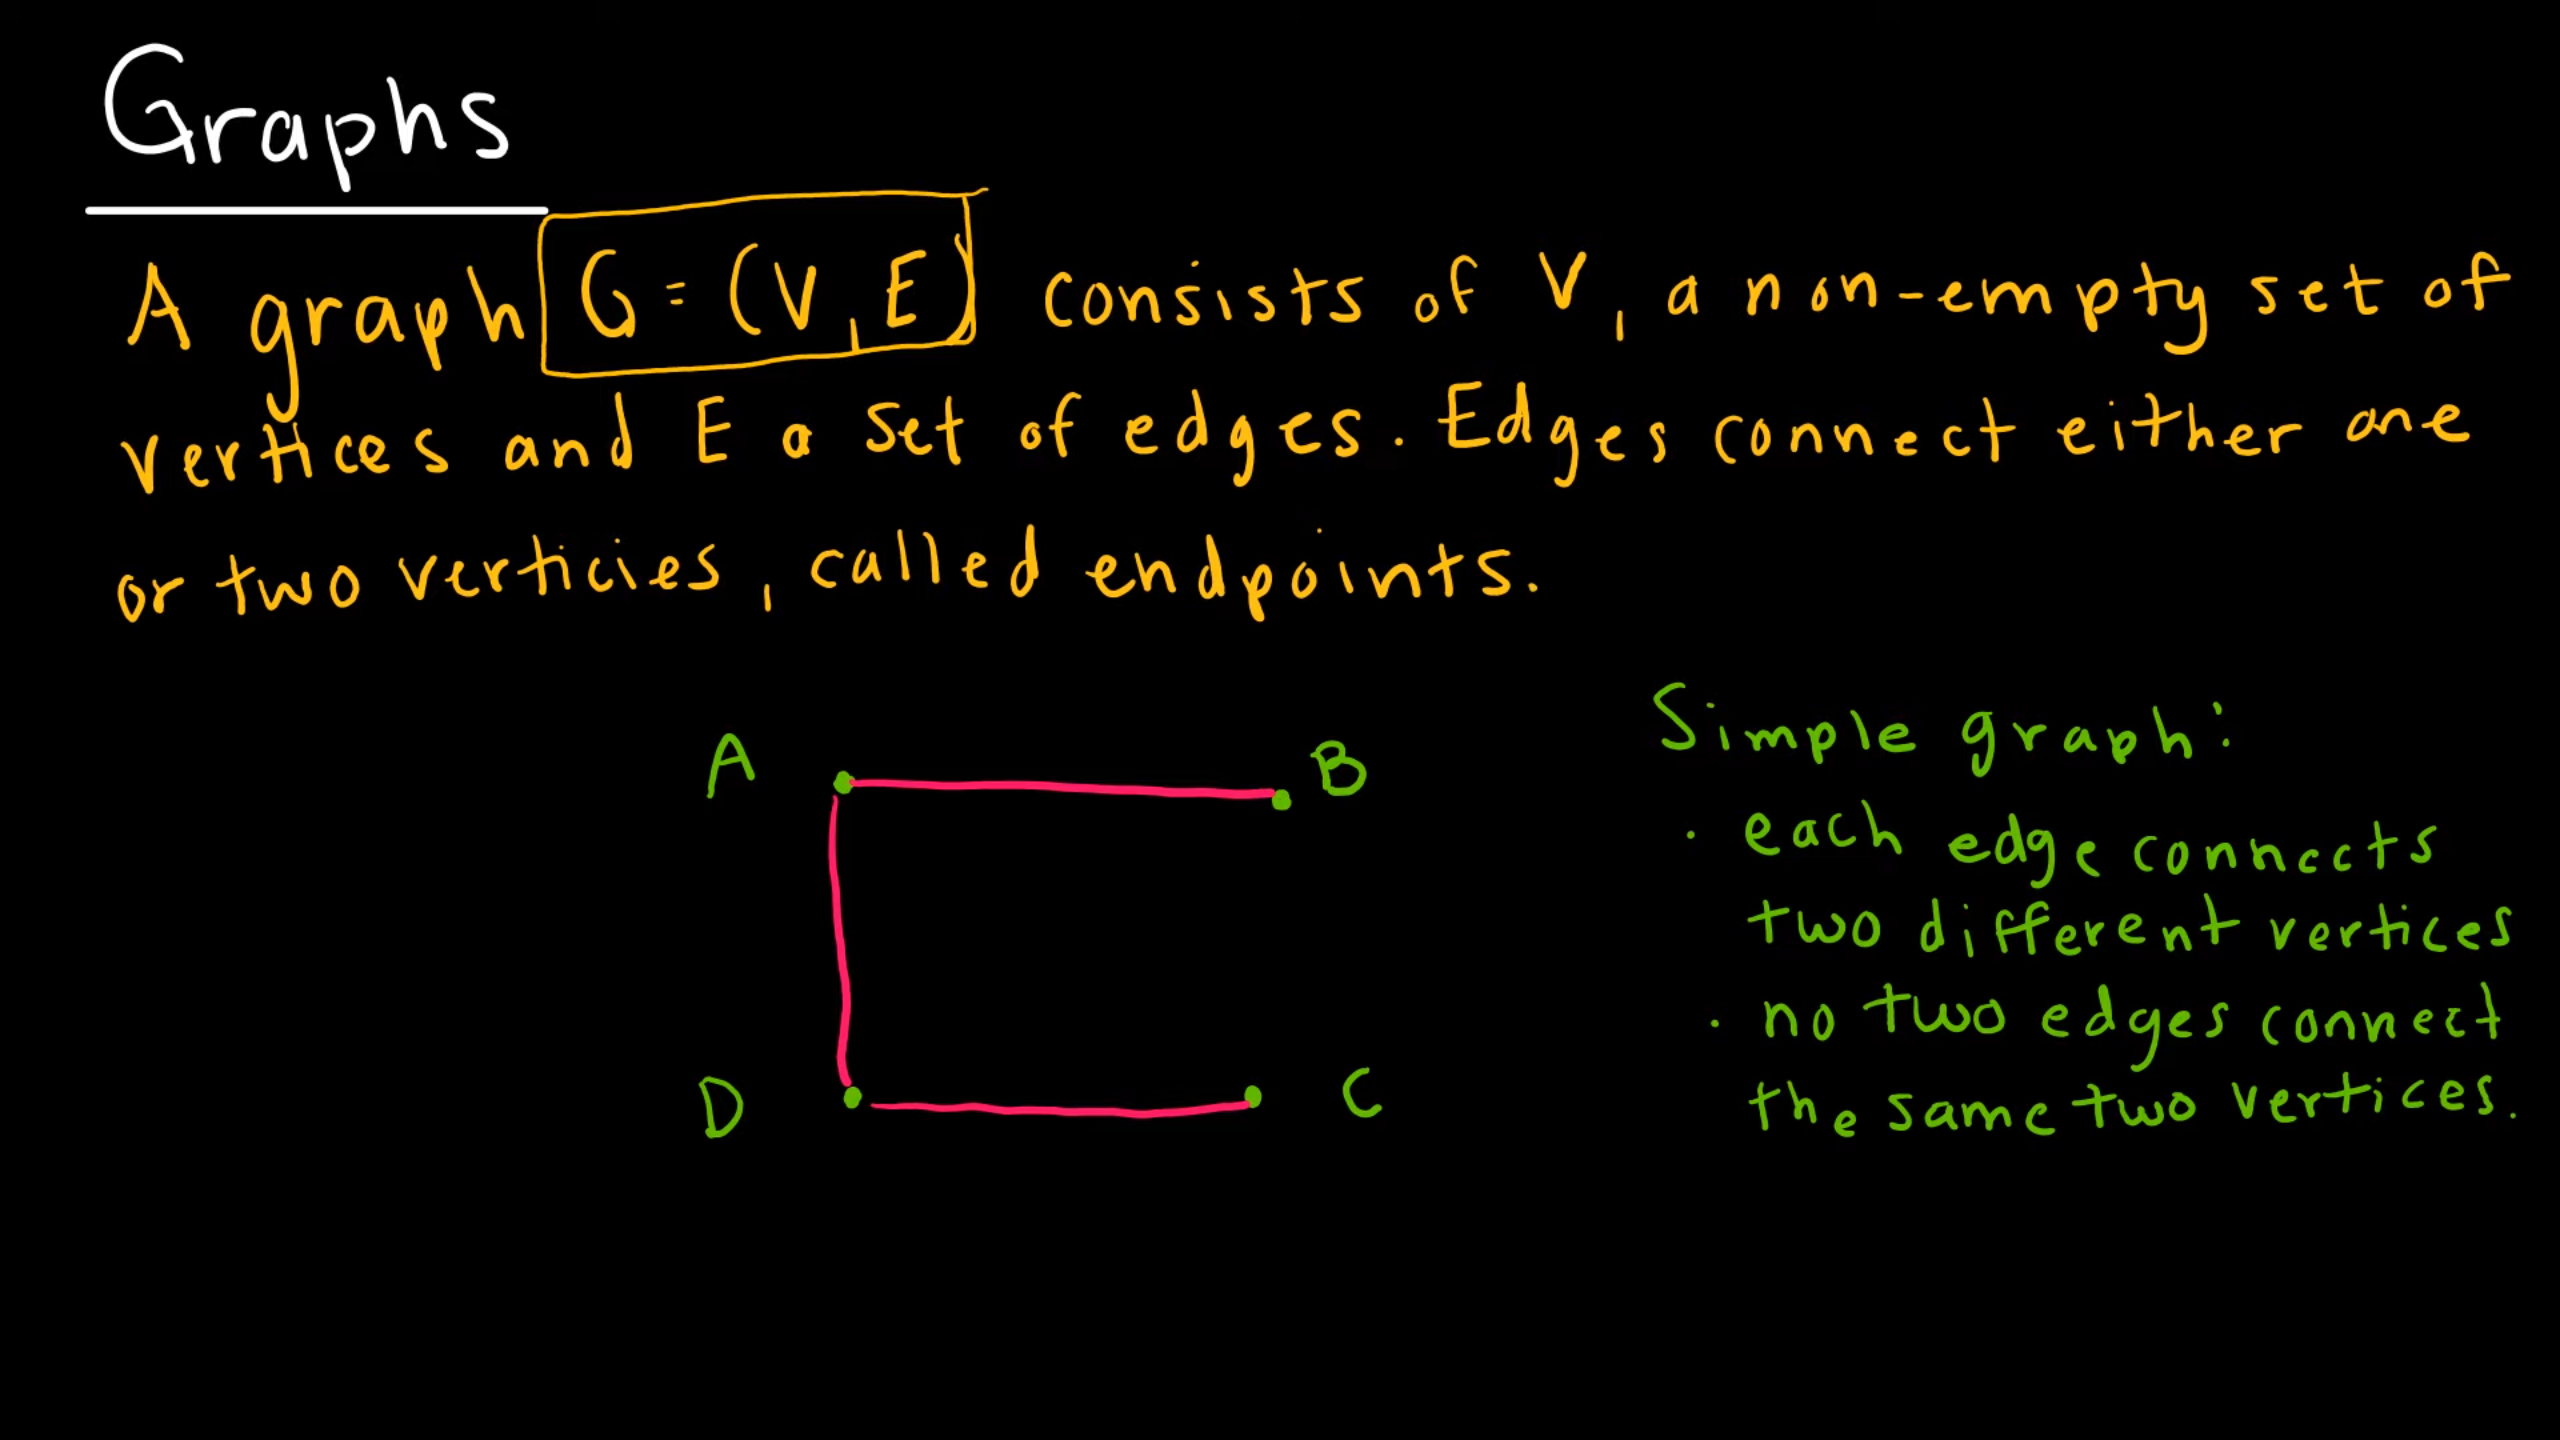 Graphs
A graph G = (V, E) consists of V, a non-empty set of
vertices and E a set of edges. Edges connect either one
or two verticies, called endpoints.
A
B
D
C
Simple graph:
· each edge connects
two different vertices
· no two edges connect
the same two vertices.